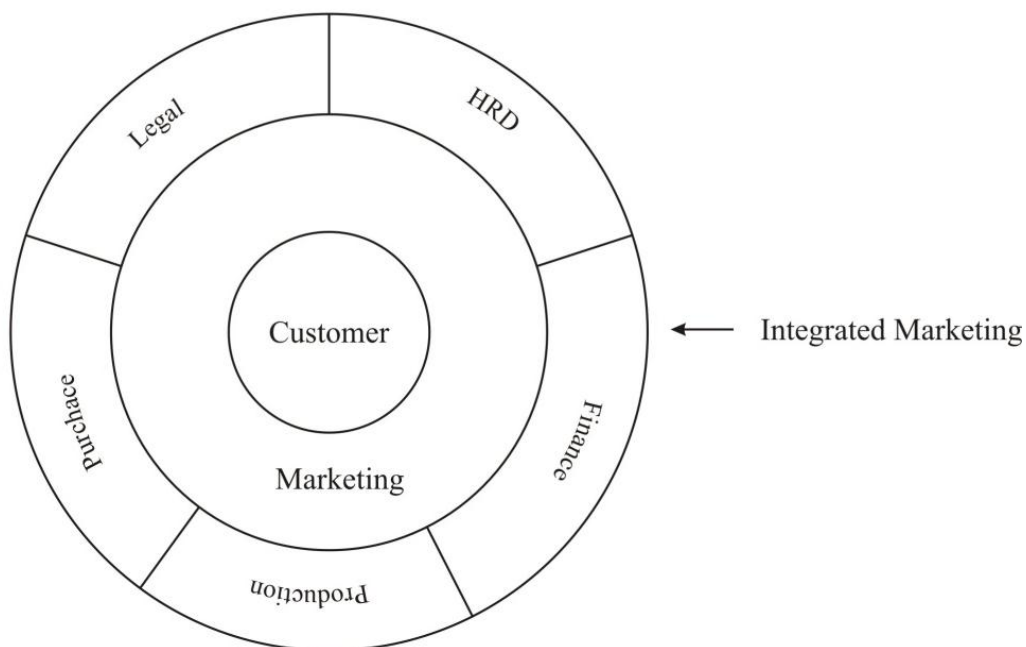 Legal
HRD
Customer
Integrated Marketing
Purchace
Finance
Marketing
Production